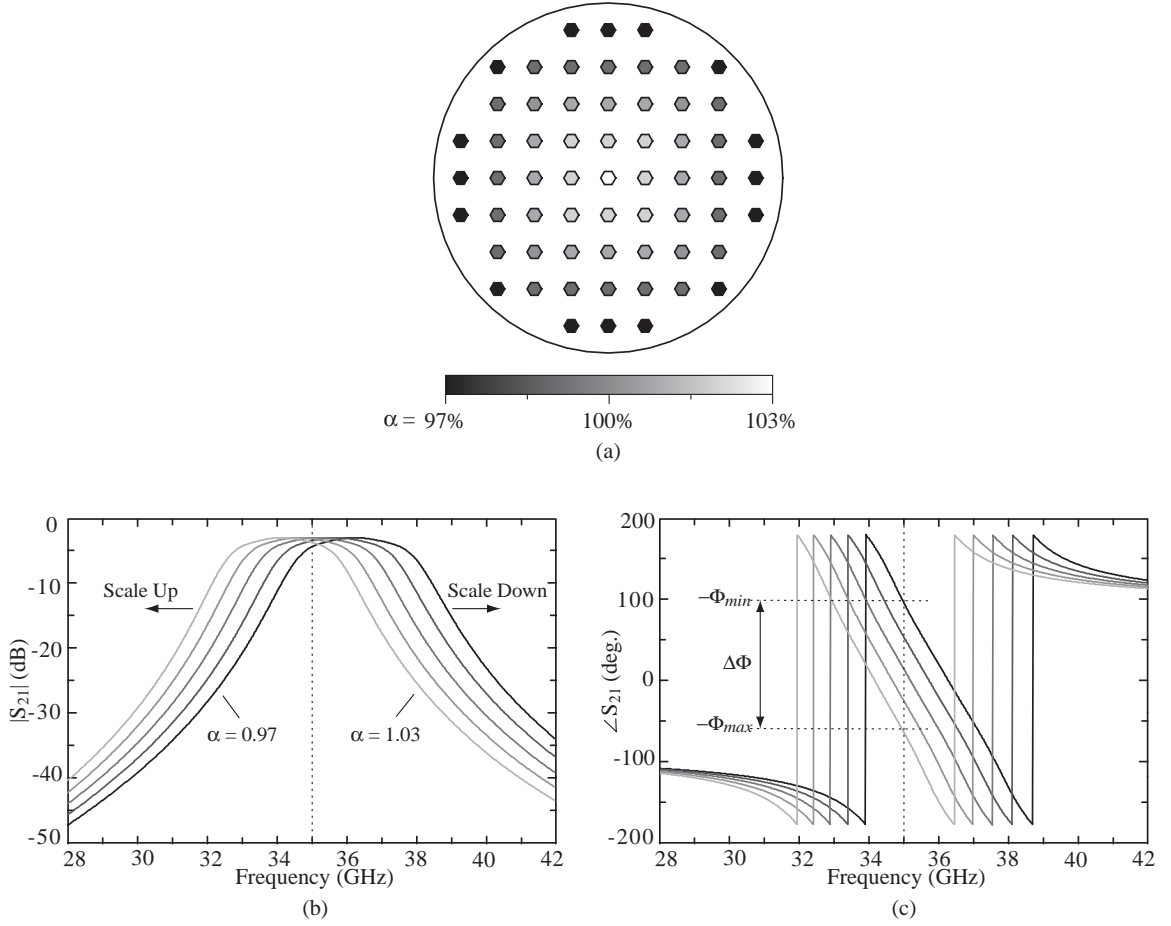 α = 97% 100% 103%
(a)
0
-10
-20
-30
-40
-50
|S21| (dB)
Scale Up
Scale Down
α = 0.97
α = 1.03
28 30 32 34 36 38 40 42
Frequency (GHz)
(b)
200
100
0
-100
-200
∠S21 (deg.)
−Φmin
ΔΦ
−Φmax
28 30 32 34 36 38 40 42
Frequency (GHz)
(c)